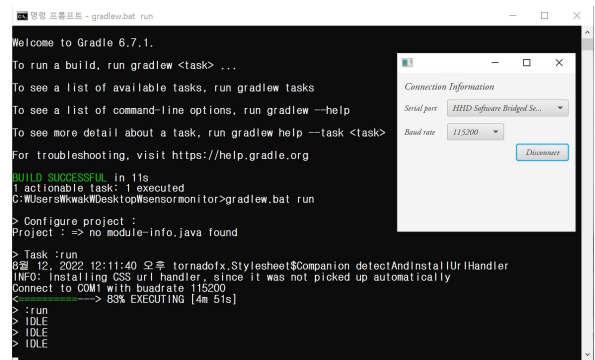 명령 프롬프트 - gradlew.bat run
Welcome to Gradle 6.7.1.
To run a build, run gradlew <task> ...
To see a list of available tasks, run gradlew tasks
To see a list of command-line options, run gradlew --help
To see more detail about a task, run gradlew help --task <task>
For troubleshooting, visit https://help.gradle.org
BUILD SUCCESSFUL in 11s
1 actionable task: 1 executed
C:₩Users₩kwak₩Desktop₩sensormonitor>gradlew.bat run
> Configure project :
Project : => no module-info.java found
> Task :run
8월 12, 2022 12:11:40 오후 tornadofx.Stylesheet$Companion detectAndInstallUrlHandler
INFO: Installing CSS url handler, since it was not picked up automatically
Connect to COM1 with buadrate 115200
<==========---> 83% EXECUTING [4m 51s]
> :run
> IDLE
> IDLE
> IDLE
Connection Information
Serial port HHD Software Bridged Se...
Baud rate 115200
Disconnect